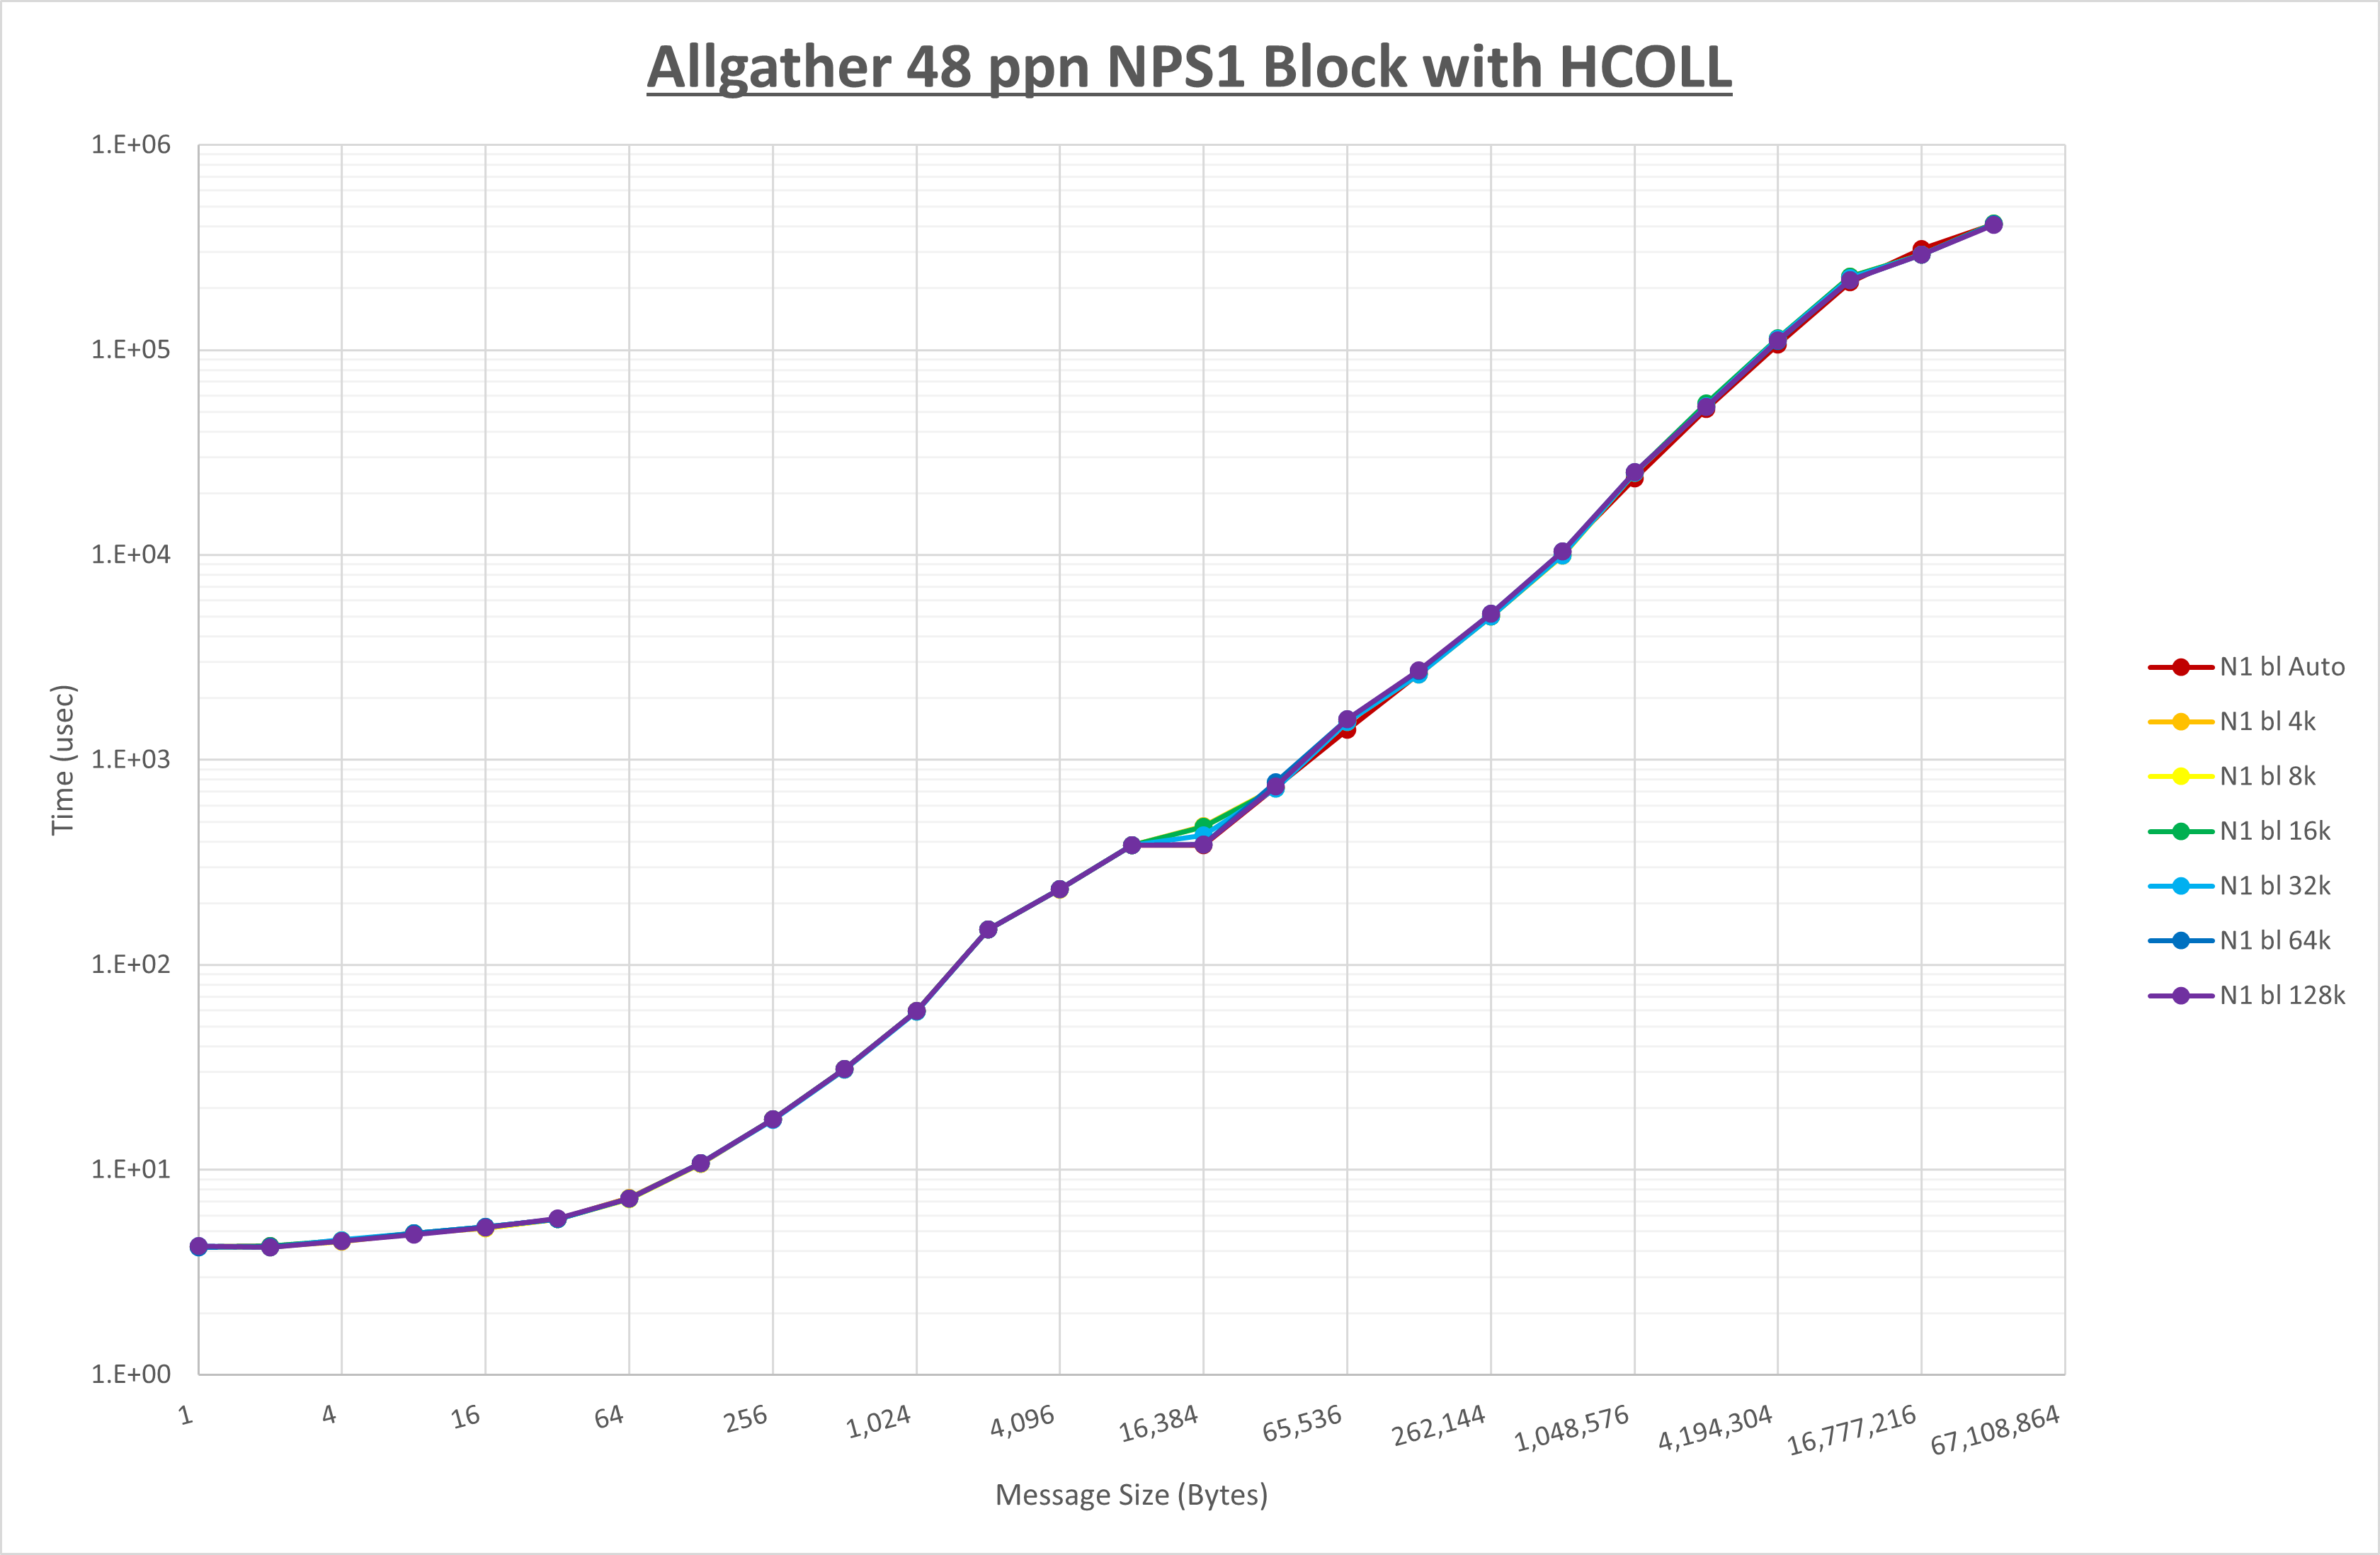 Allgather 48 ppn NPS1 Block with HCOLL
1.E+06
1.E+05
1.E+04
1.E+03
1.E+02
1.E+01
1.E+00
Time (usec)
1
4
16
64
256
1,024
4,096
16,384
65,536
262,144
1,048,576
4,194,304
16,777,216
67,108,864
Message Size (Bytes)
N1 bl Auto
N1 bl 4k
N1 bl 8k
N1 bl 16k
N1 bl 32k
N1 bl 64k
N1 bl 128k